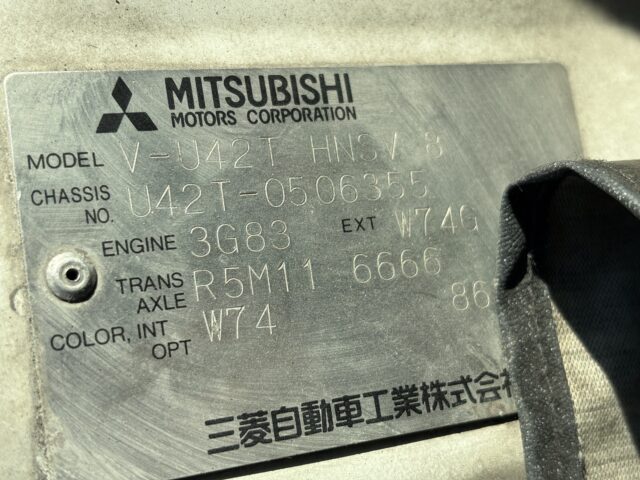 MITSUBISHI
MOTORS CORPORATION
MODEL V-U42T HNSV 8
CHASSIS NO. U42T-0506355
ENGINE 3G83 EXT W74G
TRANS AXLE R5M11 6666
86
COLOR, INT OPT W74
三菱自動車工業株式会